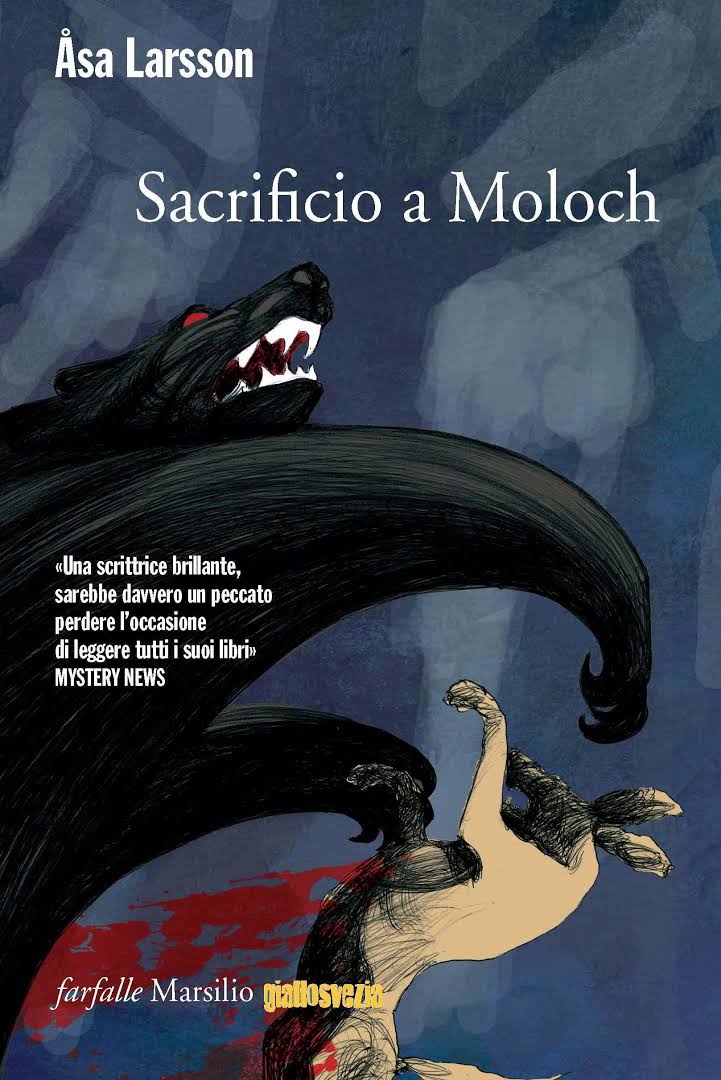 Åsa Larsson
Sacrificio a Moloch
«Una scrittrice brillante,
sarebbe davvero un peccato
perdere l'occasione
di leggere tutti i suoi libri»
MYSTERY NEWS
farfalle Marsilio giallosvezia